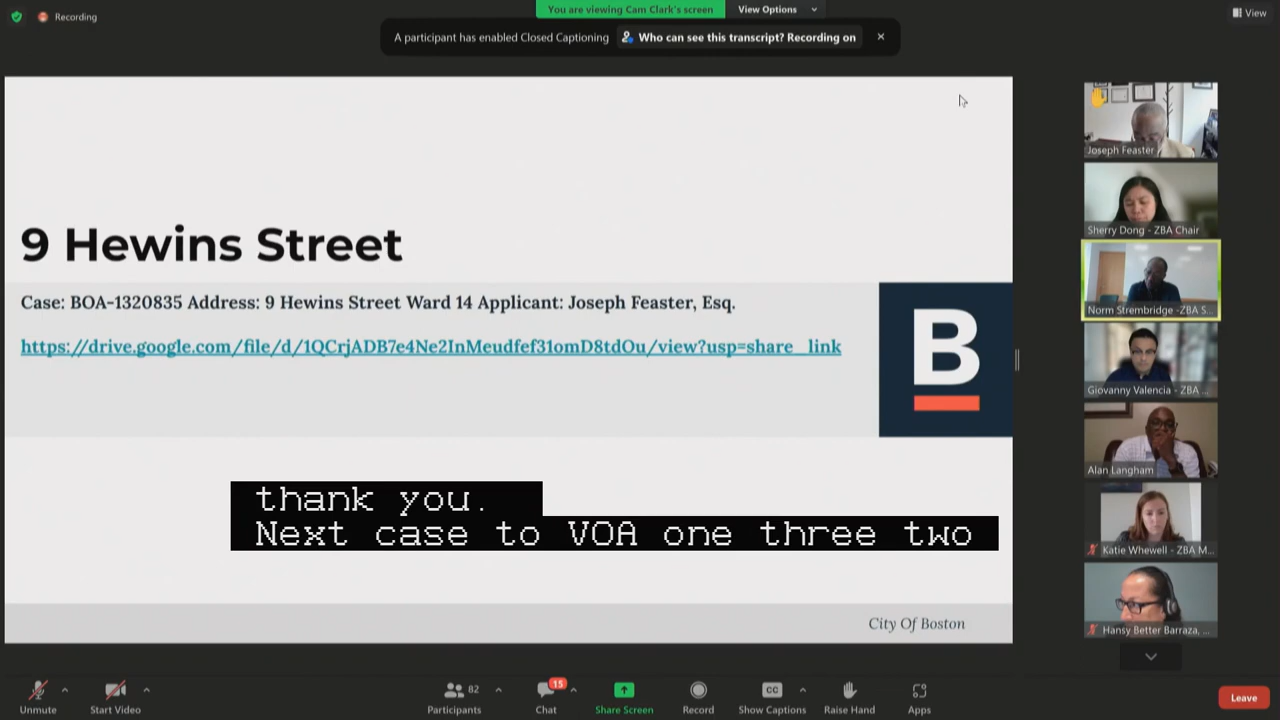 Recording
You are viewing Cam Clark's screen
View Options
View
A participant has enabled Closed Captioning
Who can see this transcript? Recording on
9 Hewins Street
Case: BOA-1320835 Address: 9 Hewins Street Ward 14 Applicant: Joseph Feaster, Esq.
https://drive.google.com/file/d/1QCrjADB7e4Ne2InMeudfef31omD8tdOu/view?usp=share_link
B
thank you.
Next case to VOA one three two
City Of Boston
Joseph Feaster
Sherry Dong - ZBA Chair
Norm Strembridge -ZBA S...
Giovanny Valencia - ZBA ...
Alan Langham
Katie Whewell - ZBA M...
Hansy Better Barraza, ...
Unmute
Start Video
82
Participants
15
Chat
Share Screen
Record
CC
Show Captions
Raise Hand
Apps
Leave